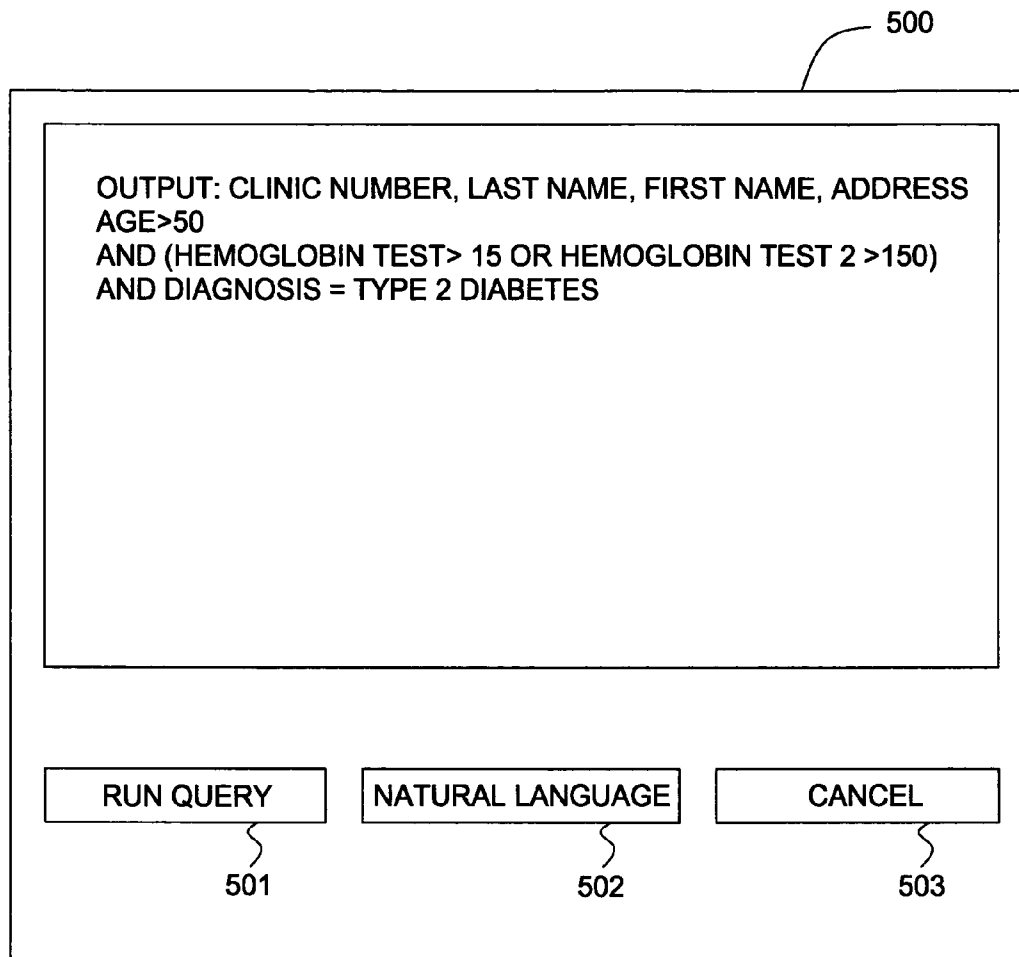 500
OUTPUT: CLINIC NUMBER, LAST NAME, FIRST NAME, ADDRESS
AGE>50
AND (HEMOGLOBIN TEST> 15 OR HEMOGLOBIN TEST 2 >150)
AND DIAGNOSIS = TYPE 2 DIABETES
RUN QUERY
NATURAL LANGUAGE
CANCEL
501
502
503